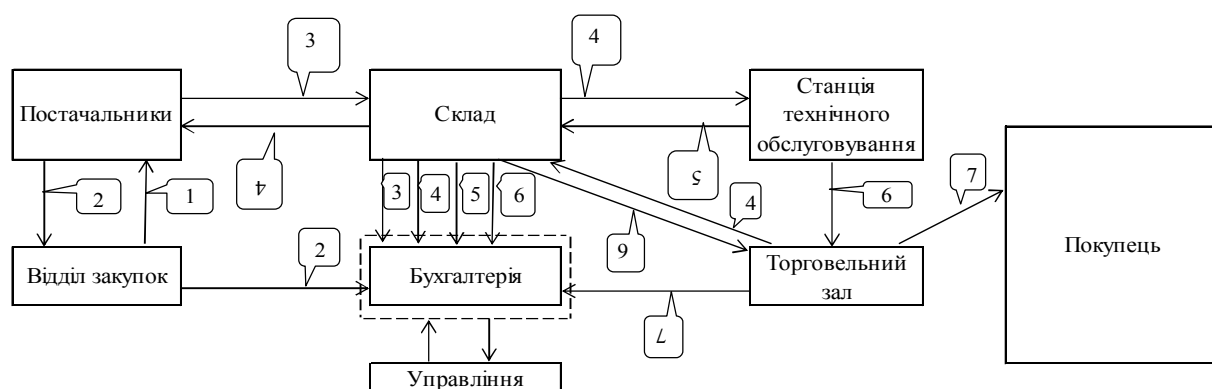 3
4
Постачальники
Склад
Станція
технічного
обслуговування
4
5
2
1
3
4
5
6
4
6
6
7
Відділ закупок
2
Бухгалтерія
Торговельний
зал
Покупець
7
Управління